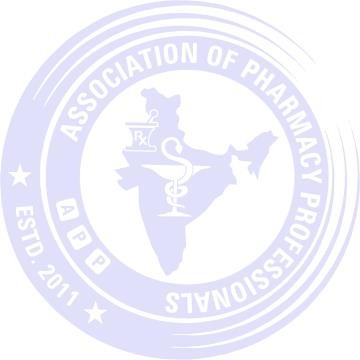 ASSOCIATION OF PHARMACY PROFESSIONALS
Rx
APP
ESTD. 2011